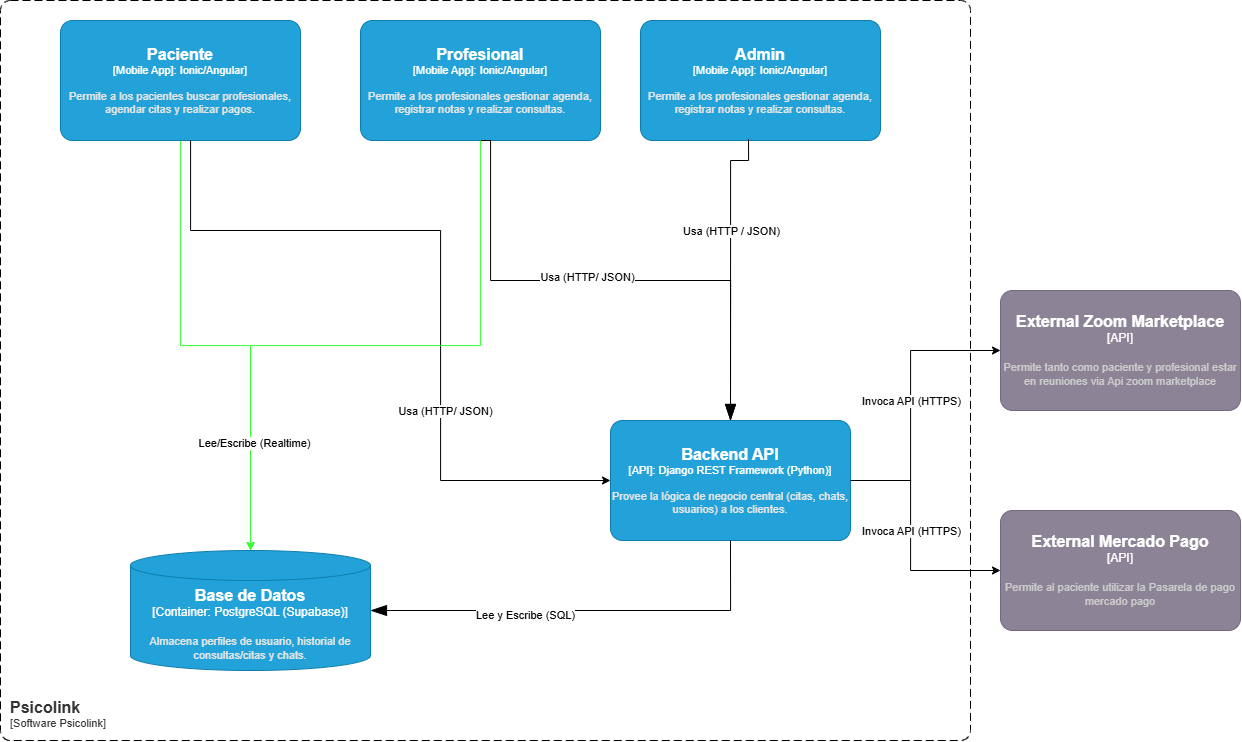 Paciente
[Mobile App]: Ionic/Angular]
Permite a los pacientes buscar profesionales,
agendar citas y realizar pagos.
Profesional
[Mobile App]: Ionic/Angular]
Permite a los profesionales gestionar agenda,
registrar notas y realizar consultas.
Admin
[Mobile App]: Ionic/Angular]
Permite a los profesionales gestionar agenda,
registrar notas y realizar consultas.
Usa (HTTP / JSON)
Usa (HTTP/ JSON)
External Zoom Marketplace
[API]
Permite tanto como paciente y profesional estar
en reuniones via Api zoom marketplace
Invoca API (HTTPS)
Usa (HTTP/ JSON)
Lee/Escribe (Realtime)
Backend API
[API]: Django REST Framework (Python)]
Provee la lógica de negocio central (citas, chats,
usuarios) a los clientes.
Invoca API (HTTPS)
External Mercado Pago
[API]
Permite al paciente utilizar la Pasarela de pago
mercado pago
Base de Datos
[Container: PostgreSQL (Supabase)]
Almacena perfiles de usuario, historial de
consultas/citas y chats.
Lee y Escribe (SQL)
Psicolink
[Software Psicolink]